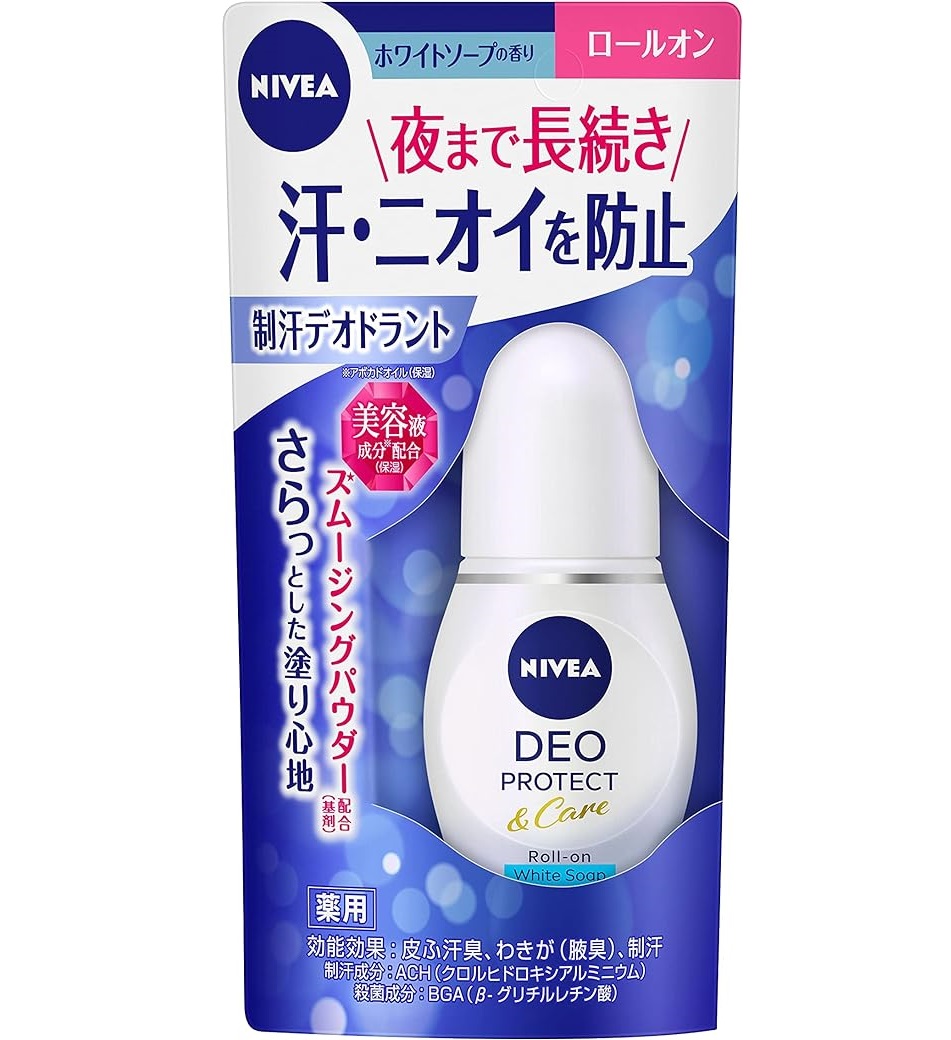 NIVEA
ホワイトソープの香り
ロールオン
\夜まで長続き/
汗・ニオイを防止
制汗デオドラント
※アボカドオイル(保湿)
美容液
成分※配合
(保湿)
スムージングパウダー配合(基剤)
さらっとした塗り心地
NIVEA
DEO
PROTECT
& Care
Roll-on
White Soap
薬用
効能効果：皮ふ汗臭、わきが(腋臭)、制汗
制汗成分：ACH(クロルヒドロキシアルミニウム)
殺菌成分：BGA(β-グリチルレチン酸)